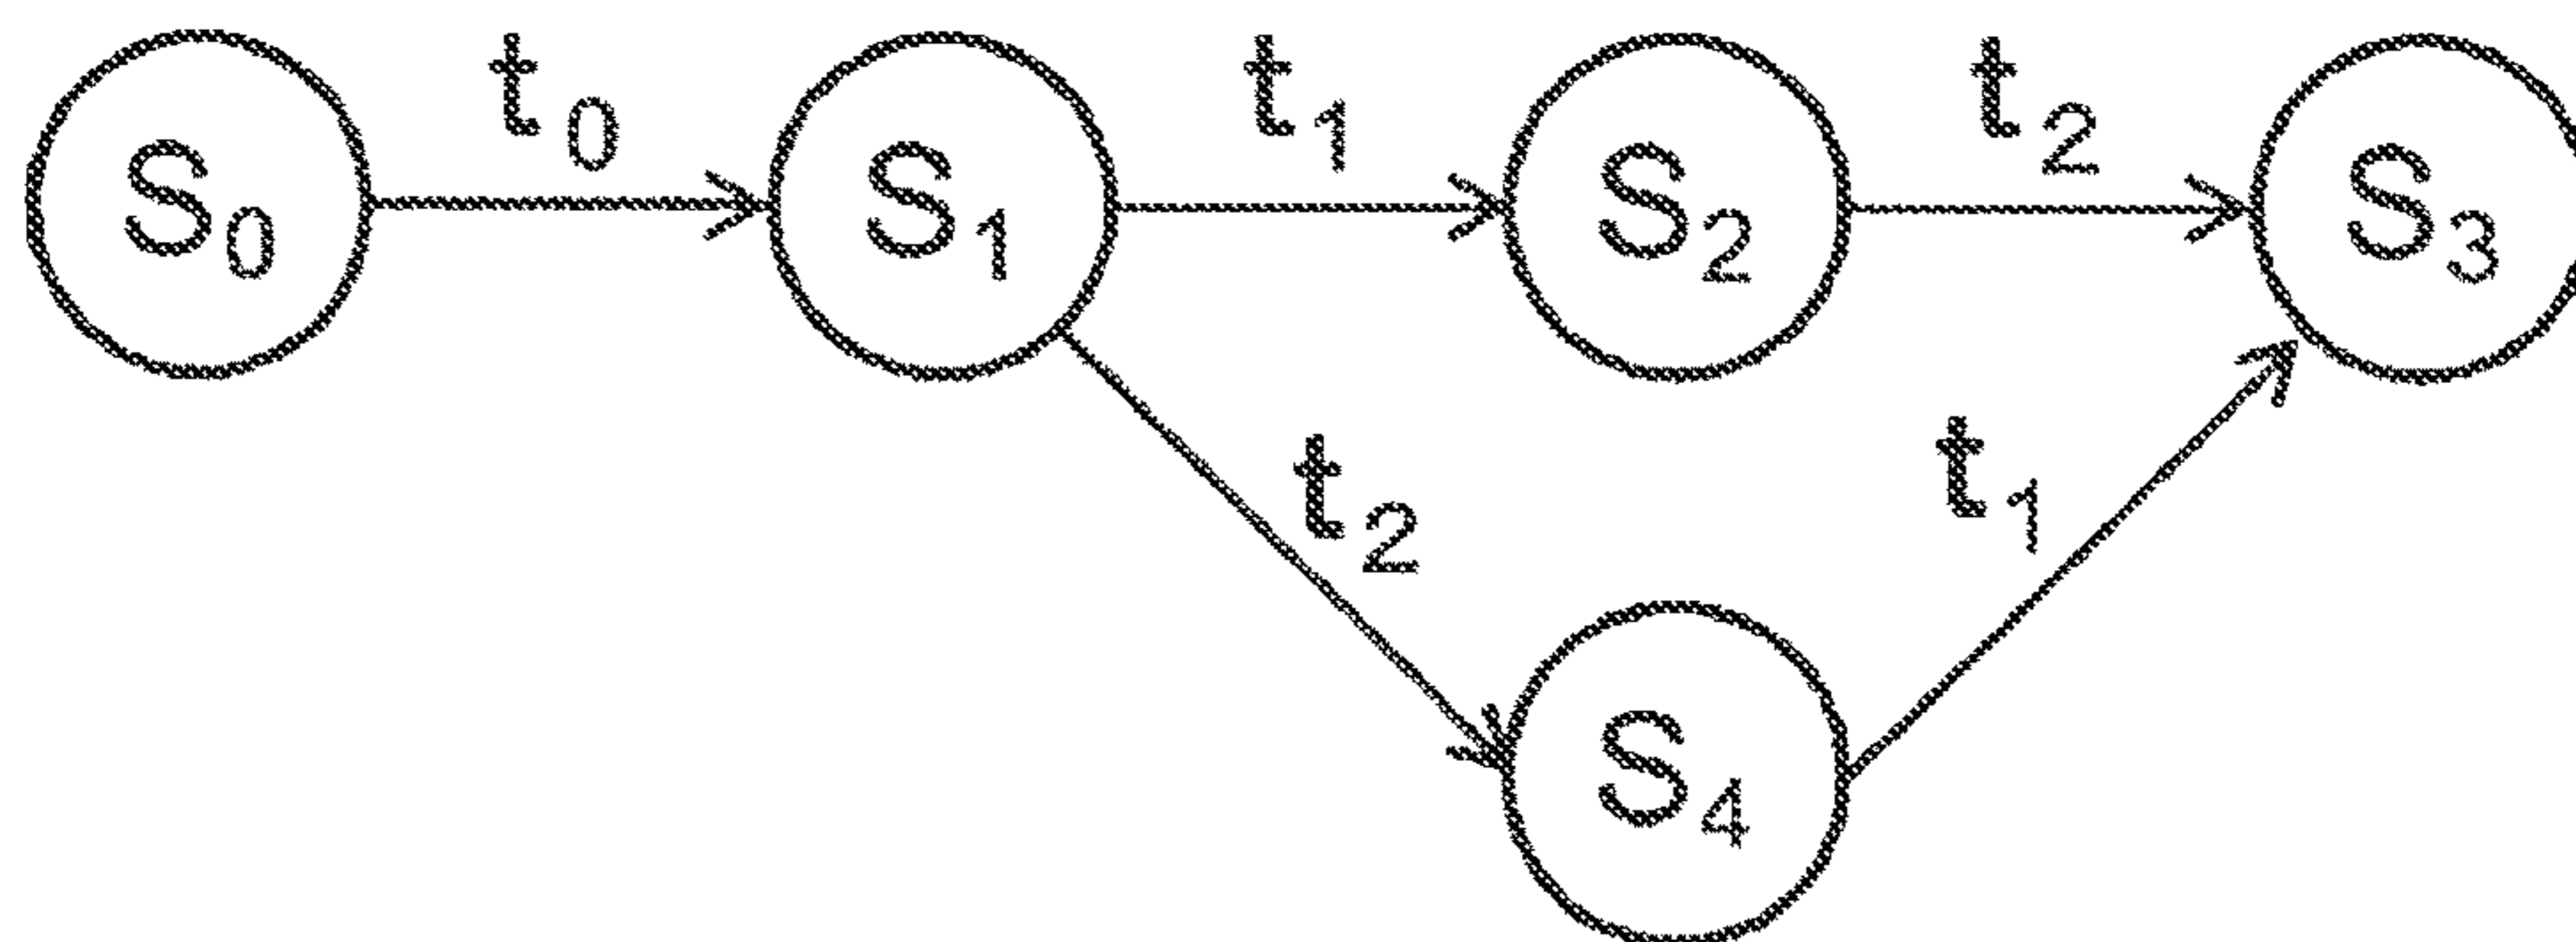 t₀ t₁ t₂
S₀ S₁ S₂ S₃
t₂ t₁
S₄